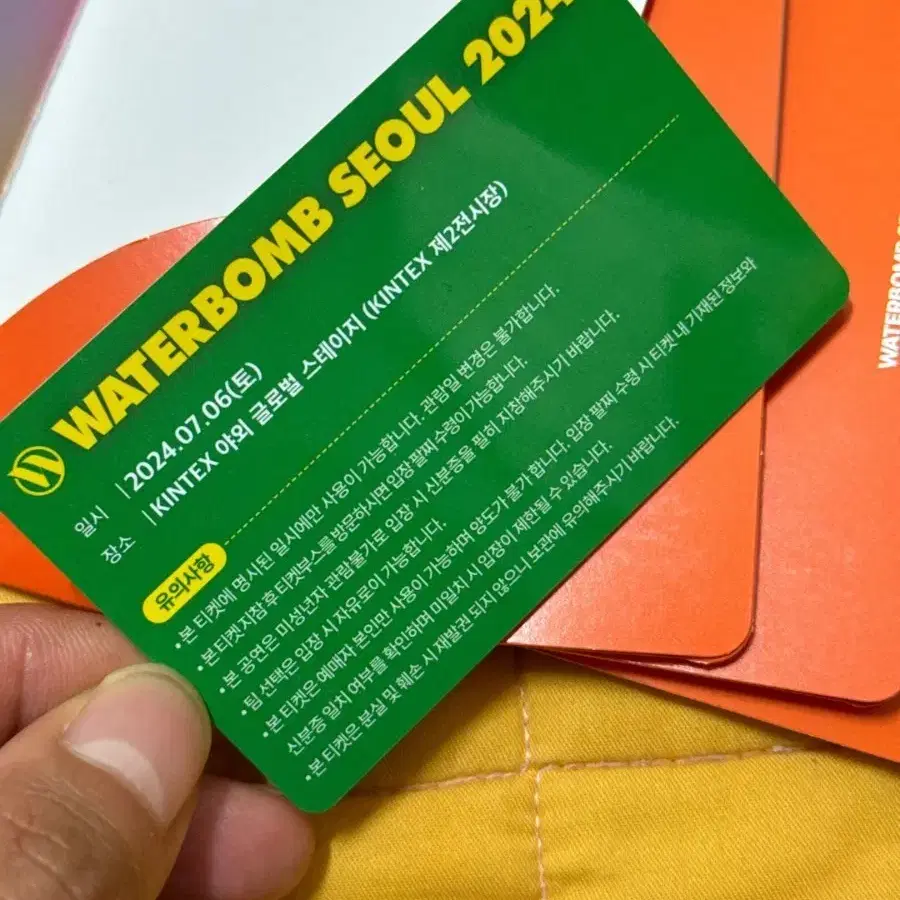 WATERBOMB SEOUL 2024
일시 | 2024.07.06(토)
장소 | KINTEX 야외 글로벌 스테이지 (KINTEX 제2전시장)
유의사항
• 본 티켓에 명시된 일시에만 사용이 가능합니다. 관람일 변경은 불가합니다.
• 본 티켓 지참 후 티켓부스를 방문하시면 입장 팔찌 수령이 가능합니다.
• 본 공연은 미성년자 관람불가로 입장 시 신분증을 필히 지참해주시기 바랍니다.
• 팀 선택은 입장 시 자유로이 가능합니다.
• 본 티켓은 예매자 본인만 사용이 가능하며 양도가 불가합니다. 입장 팔찌 수령 시 티켓 내 기재된 정보와
신분증 일치 여부를 확인하며 미일치 시 입장이 제한될 수 있습니다.
• 본 티켓은 분실 및 훼손 시 재발권 되지 않으니 보관에 유의해주시기 바랍니다.
WATERBOMB